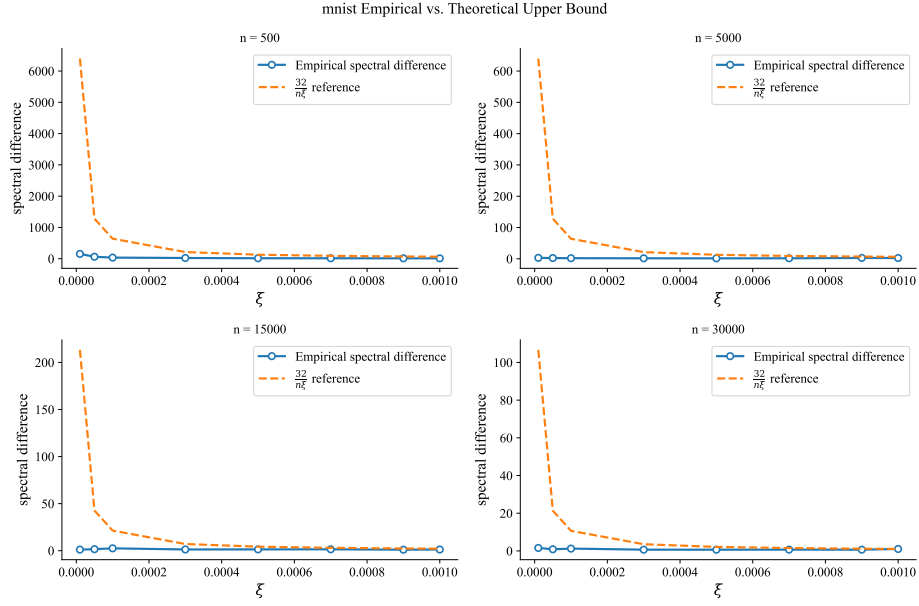 mnist Empirical vs. Theoretical Upper Bound
n = 500
spectral difference
6000
5000
4000
3000
2000
1000
0
Empirical spectral difference
32/nξ reference
0.0000 0.0002 0.0004 0.0006 0.0008 0.0010
ξ
n = 5000
spectral difference
600
500
400
300
200
100
0
Empirical spectral difference
32/nξ reference
0.0000 0.0002 0.0004 0.0006 0.0008 0.0010
ξ
n = 15000
spectral difference
200
150
100
50
0
Empirical spectral difference
32/nξ reference
0.0000 0.0002 0.0004 0.0006 0.0008 0.0010
ξ
n = 30000
spectral difference
100
80
60
40
20
0
Empirical spectral difference
32/nξ reference
0.0000 0.0002 0.0004 0.0006 0.0008 0.0010
ξ